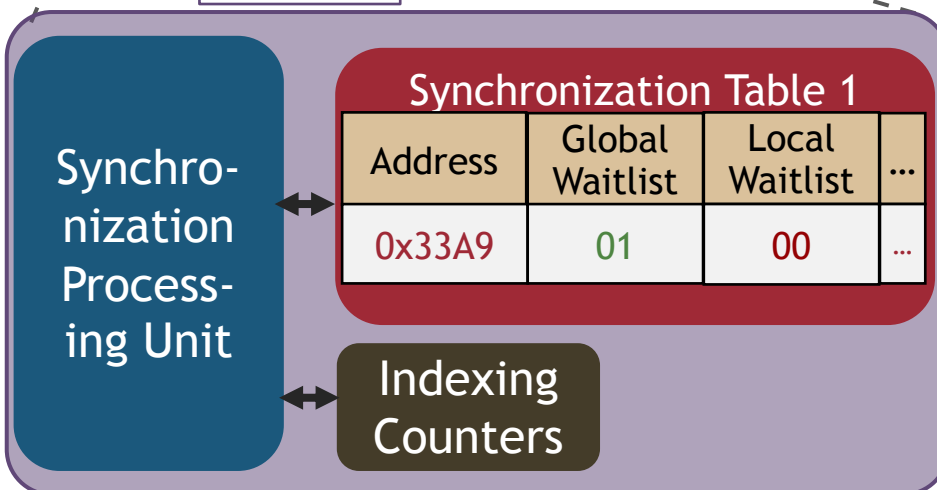 Synchro-
nization
Process-
ing Unit
Synchronization Table 1
Address
Global
Waitlist
Local
Waitlist
...
0x33A9
01
00
...
Indexing
Counters